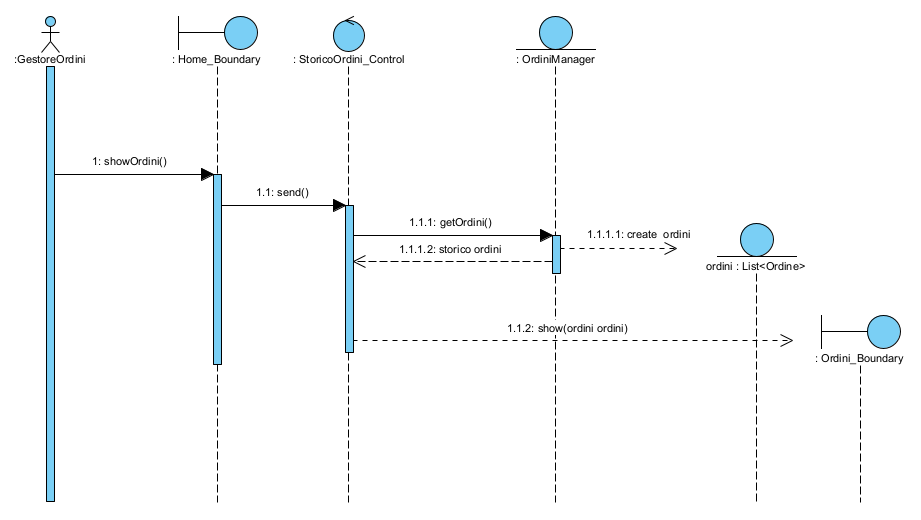 :GestoreOrdini
: Home_Boundary
: StoricoOrdini_Control
: OrdiniManager
1: showOrdini()
1.1: send()
1.1.1: getOrdini()
1.1.1.1: create ordini
1.1.1.2: storico ordini
ordini : List<Ordine>
1.1.2: show(ordini ordini)
: Ordini_Boundary